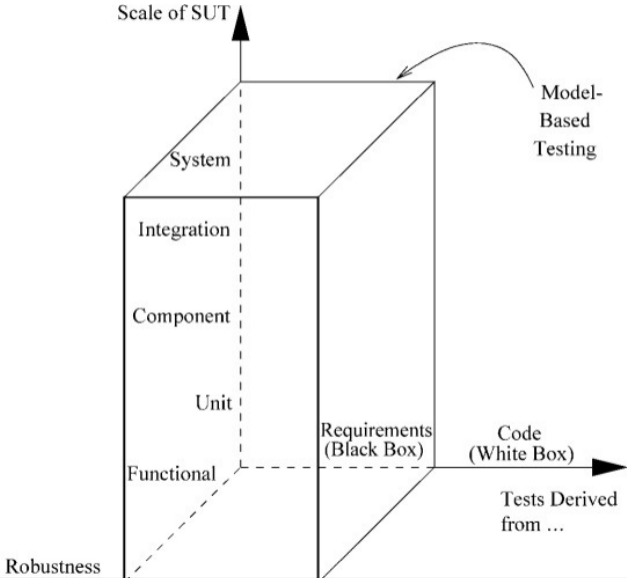 Scale of SUT
Model-
Based
Testing
System
Integration
Component
Unit
Requirements
(Black Box)
Code
(White Box)
Functional
Tests Derived
from ...
Robustness